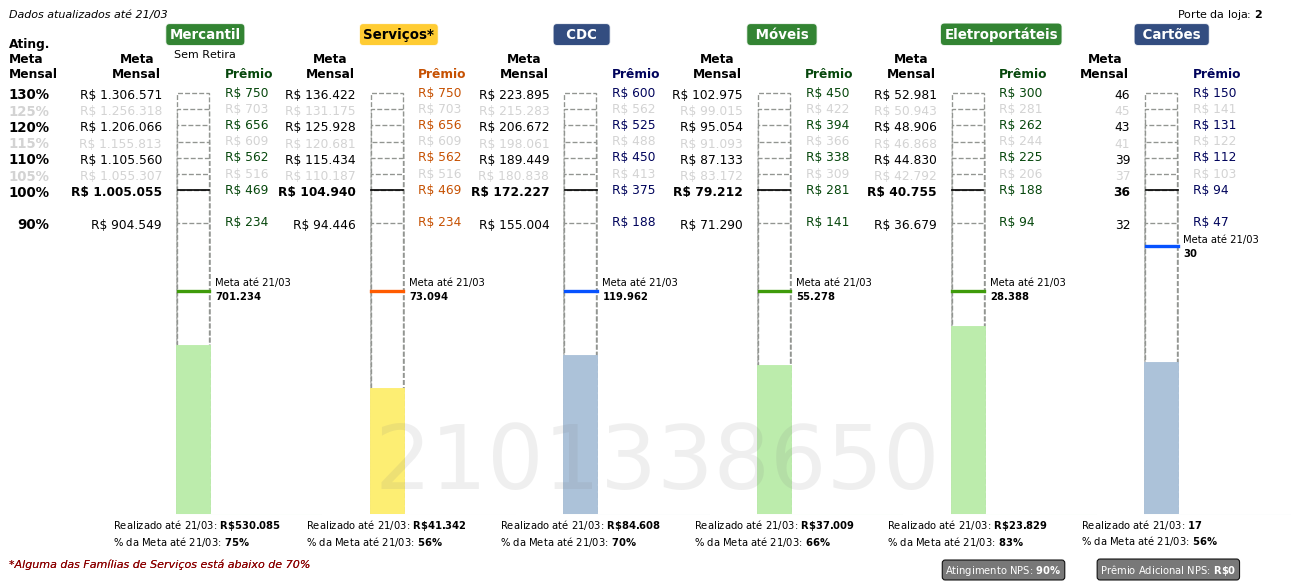 Dados atualizados até 21/03
Porte da loja: 2
Mercantil Serviços* CDC Móveis Eletroportáteis Cartões
Sem Retira
Ating. Meta Mensal
Meta Mensal Prêmio Meta Mensal Prêmio Meta Mensal Prêmio Meta Mensal Prêmio Meta Mensal Prêmio Meta Mensal Prêmio
130% R$ 1.306.571 R$ 750 R$ 136.422 R$ 750 R$ 223.895 R$ 600 R$ 102.975 R$ 450 R$ 52.981 R$ 300 46 R$ 150
125% R$ 1.256.318 R$ 703 R$ 131.175 R$ 703 R$ 215.283 R$ 562 R$ 99.015 R$ 422 R$ 50.943 R$ 281 45 R$ 141
120% R$ 1.206.066 R$ 656 R$ 125.928 R$ 656 R$ 206.672 R$ 525 R$ 95.054 R$ 394 R$ 48.906 R$ 262 43 R$ 131
115% R$ 1.155.813 R$ 609 R$ 120.681 R$ 609 R$ 198.061 R$ 488 R$ 91.093 R$ 366 R$ 46.868 R$ 244 41 R$ 122
110% R$ 1.105.560 R$ 562 R$ 115.434 R$ 562 R$ 189.449 R$ 450 R$ 87.133 R$ 338 R$ 44.830 R$ 225 39 R$ 112
105% R$ 1.055.307 R$ 516 R$ 110.187 R$ 516 R$ 180.838 R$ 413 R$ 83.172 R$ 309 R$ 42.792 R$ 206 37 R$ 103
100% R$ 1.005.055 R$ 469 R$ 104.940 R$ 469 R$ 172.227 R$ 375 R$ 79.212 R$ 281 R$ 40.755 R$ 188 36 R$ 94
90% R$ 904.549 R$ 234 R$ 94.446 R$ 234 R$ 155.004 R$ 188 R$ 71.290 R$ 141 R$ 36.679 R$ 94 32 R$ 47
Meta até 21/03
30
Meta até 21/03 Meta até 21/03 Meta até 21/03 Meta até 21/03 Meta até 21/03
701.234 73.094 119.962 55.278 28.388
2101338650
Realizado até 21/03: R$530.085 Realizado até 21/03: R$41.342 Realizado até 21/03: R$84.608 Realizado até 21/03: R$37.009 Realizado até 21/03: R$23.829 Realizado até 21/03: 17
% da Meta até 21/03: 75% % da Meta até 21/03: 56% % da Meta até 21/03: 70% % da Meta até 21/03: 66% % da Meta até 21/03: 83% % da Meta até 21/03: 56%
*Alguma das Famílias de Serviços está abaixo de 70%
Atingimento NPS: 90% Prêmio Adicional NPS: R$0